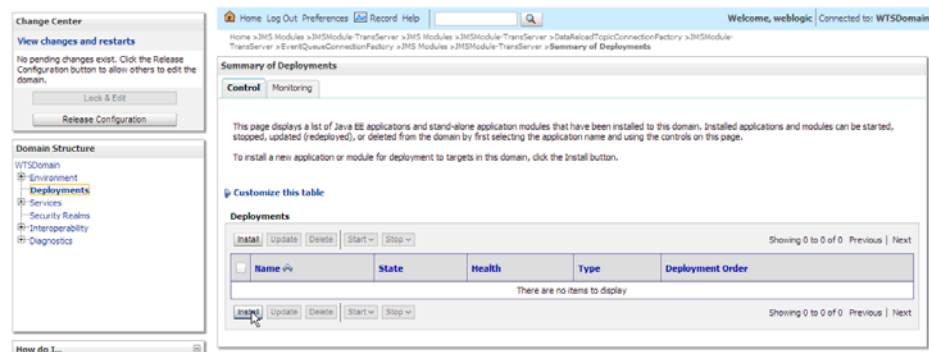 Change Center
View changes and restarts
No pending changes exist. Click the Release
Configuration button to allow others to edit the
domain.
Lock & Edit
Release Configuration
Domain Structure
WTSDomain
Environment
Deployments
Services
Security Realms
Interoperability
Diagnostics
How do I...
Home Log Out Preferences Record Help
Welcome, weblogic Connected to: WTSDomain
Home >JMS Modules >JMSModule-TransServer >JMS Modules >JMSModule-TransServer >DataReloadTopicConnectionFactory >JMSModule-
TransServer >EventQueueConnectionFactory >JMS Modules >JMSModule-TransServer >Summary of Deployments
Summary of Deployments
Control Monitoring
This page displays a list of Java EE applications and stand-alone application modules that have been installed to this domain. Installed applications and modules can be started,
stopped, updated (redeployed), or deleted from the domain by first selecting the application name and using the controls on this page.
To install a new application or module for deployment to targets in this domain, click the Install button.
Customize this table
Deployments
Install Update Delete Start Stop
Showing 0 to 0 of 0 Previous | Next
Name State Health Type Deployment Order
There are no items to display
Install Update Delete Start Stop
Showing 0 to 0 of 0 Previous | Next